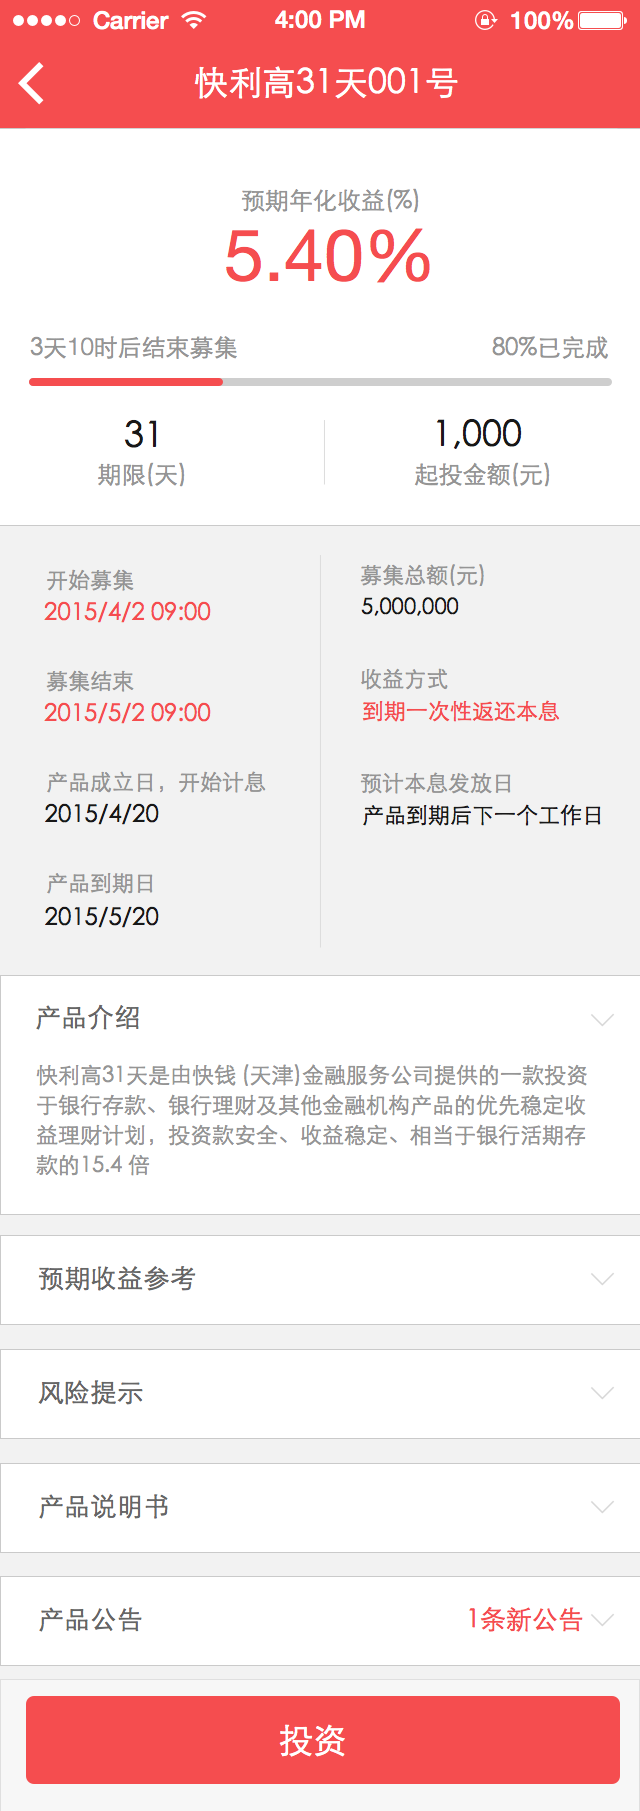 Carrier 4:00 PM 100%
快利高31天001号
预期年化收益(%)
5.40%
3天10时后结束募集 80%已完成
31 1,000
期限(天) 起投金额(元)
开始募集 募集总额(元)
2015/4/2 09:00 5,000,000
募集结束 收益方式
2015/5/2 09:00 到期一次性返还本息
产品成立日，开始计息 预计本息发放日
2015/4/20 产品到期后下一个工作日
产品到期日
2015/5/20
产品介绍
快利高31天是由快钱 (天津)金融服务公司提供的一款投资
于银行存款、银行理财及其他金融机构产品的优先稳定收
益理财计划，投资款安全、收益稳定、相当于银行活期存
款的15.4 倍
预期收益参考
风险提示
产品说明书
产品公告 1条新公告
投资